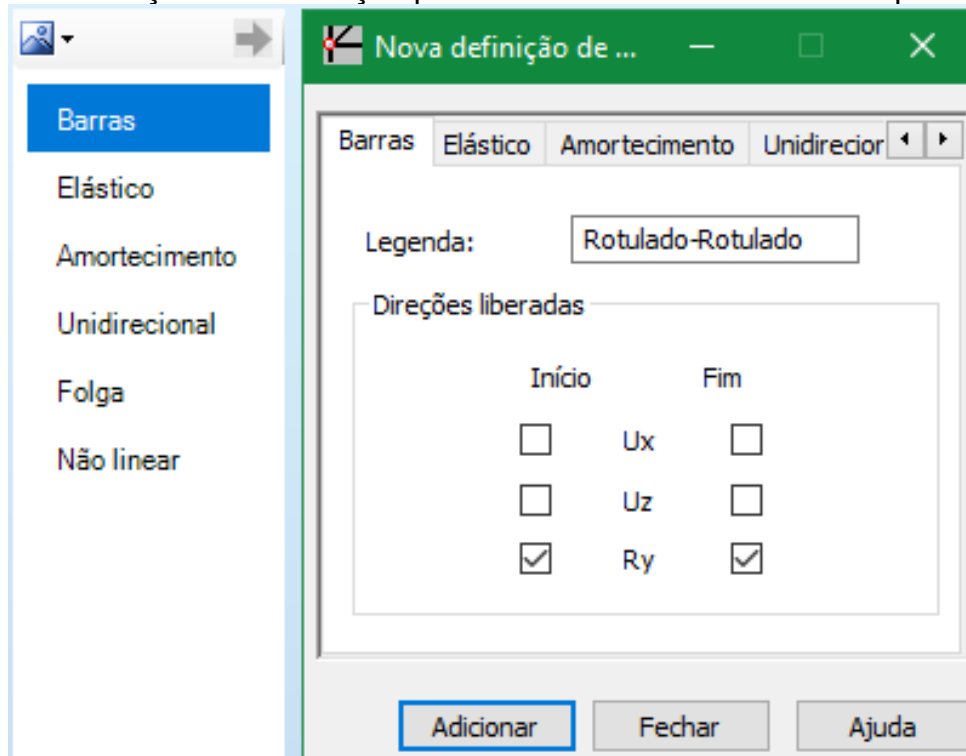 Nova definição de ...
Barras
Elástico
Amortecimento
Unidirecional
Folga
Não linear
Barras Elástico Amortecimento Unidirecior
Legenda: Rotulado-Rotulado
Direções liberadas
Início Fim
Ux
Uz
Ry
Adicionar Fechar Ajuda